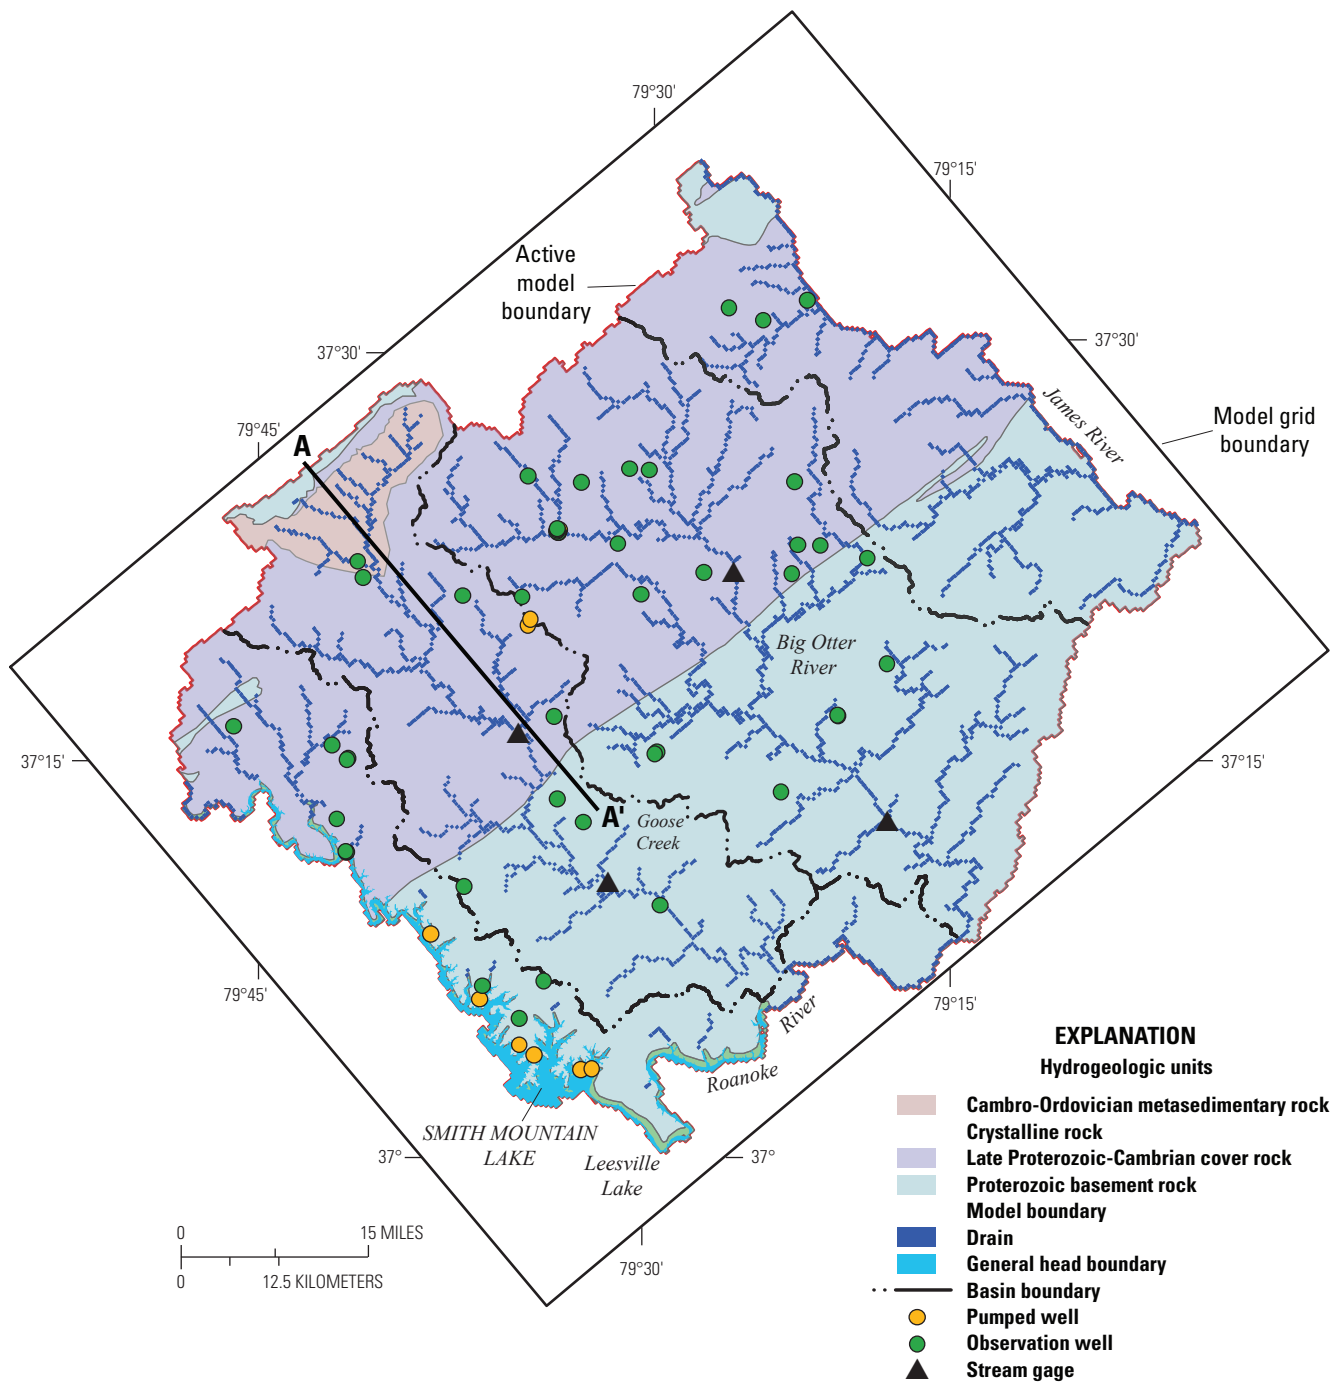 79°30'
79°15'
Active
model
boundary
37°30'
37°30'
James River
79°45'
A
Model grid
boundary
Big Otter
River
37°15'
37°15'
A'
Goose
Creek
79°45'
79°15'
River
Roanoke
SMITH MOUNTAIN
LAKE
Leesville
Lake
37°
37°
79°30'
0 15 MILES
0 12.5 KILOMETERS
EXPLANATION
Hydrogeologic units
Cambro-Ordovician metasedimentary rock
Crystalline rock
Late Proterozoic-Cambrian cover rock
Proterozoic basement rock
Model boundary
Drain
General head boundary
Basin boundary
Pumped well
Observation well
Stream gage